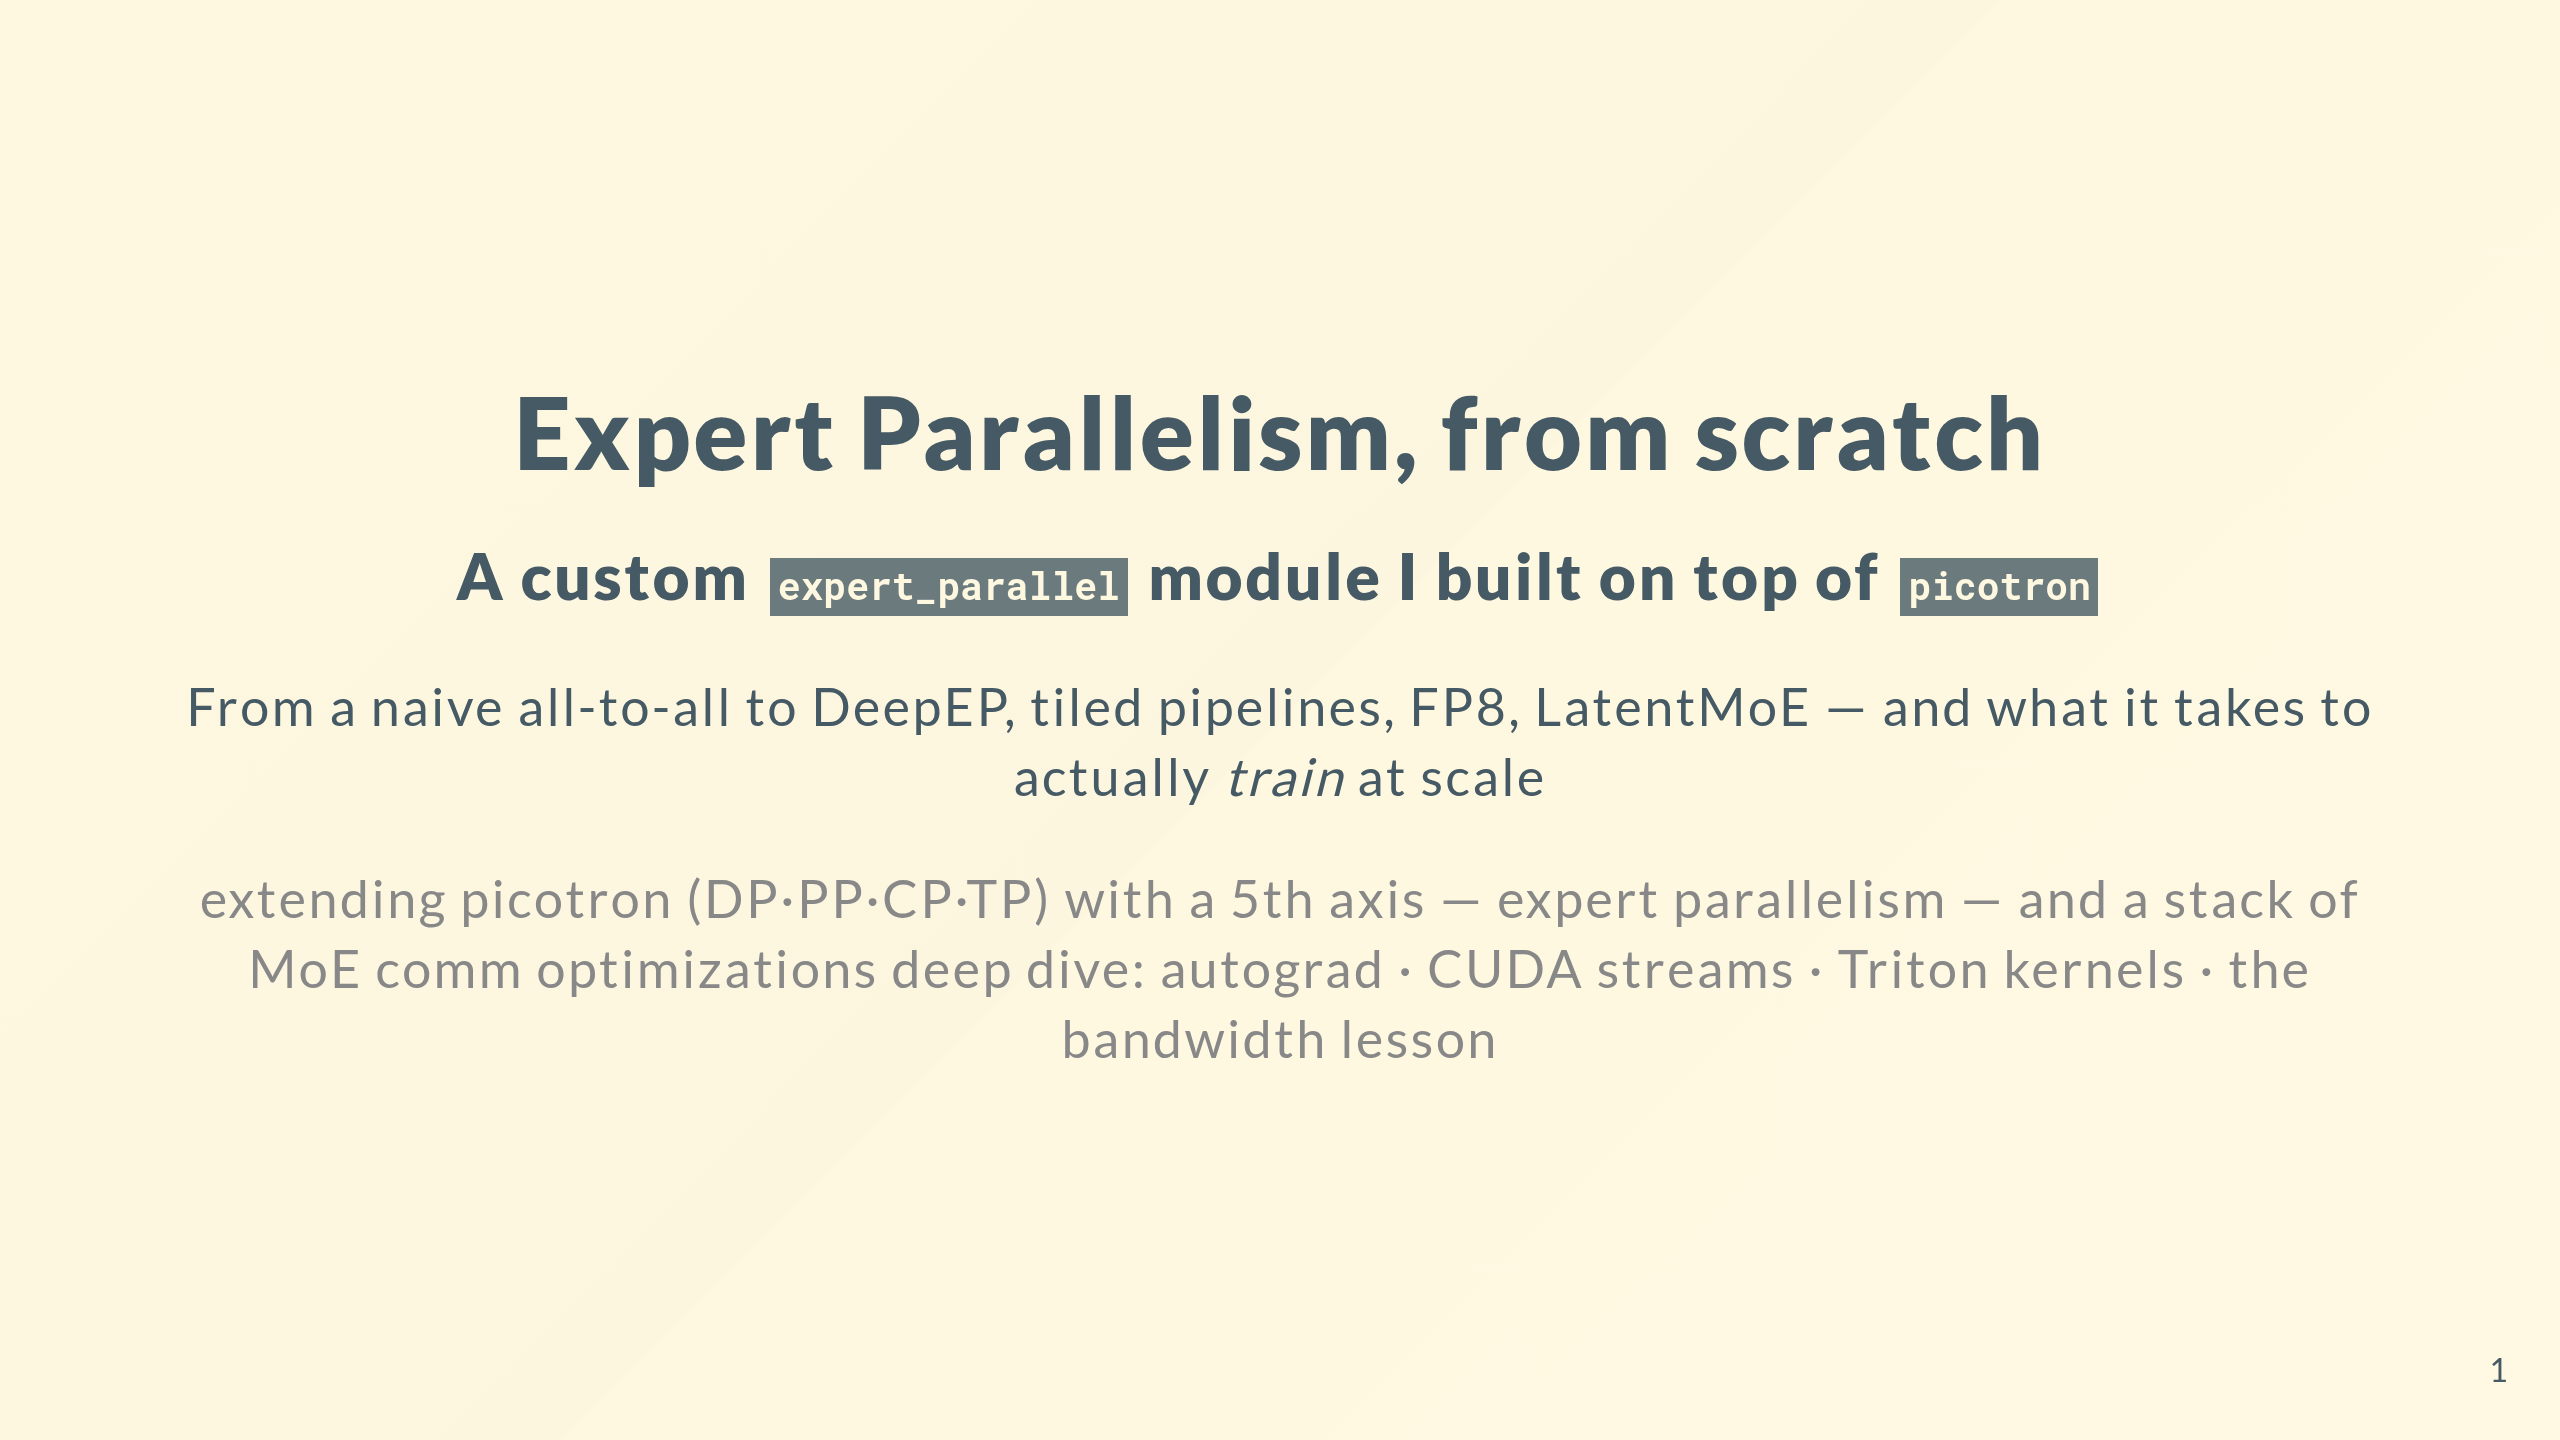 Expert Parallelism, from scratch
A custom expert_parallel module I built on top of picotron
From a naive all-to-all to DeepEP, tiled pipelines, FP8, LatentMoE — and what it takes to
actually train at scale
extending picotron (DP·PP·CP·TP) with a 5th axis — expert parallelism — and a stack of
MoE comm optimizations deep dive: autograd · CUDA streams · Triton kernels · the
bandwidth lesson
1